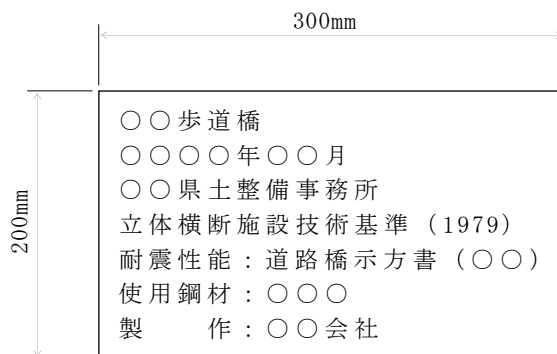 300mm
200mm
○○歩道橋
○○○○年○○月
○○県土整備事務所
立体横断施設技術基準（1979）
耐震性能：道路橋示方書（○○）
使用鋼材：○○○
製　　作：○○会社